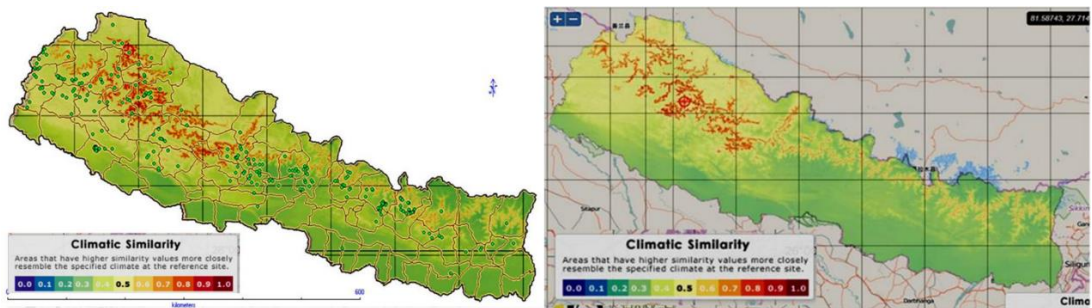 Climatic Similarity
Areas that have higher similarity values more closely
resemble the specified climate at the reference site.
0.0 0.1 0.2 0.3 0.4 0.5 0.6 0.7 0.8 0.9 1.0
kilometers
600
81.58743, 27.714
Sitapur
Darbhanga
Siliguri
Climatic Similarity
Areas that have higher similarity values more closely
resemble the specified climate at the reference site.
0.0 0.1 0.2 0.3 0.4 0.5 0.6 0.7 0.8 0.9 1.0
Clim